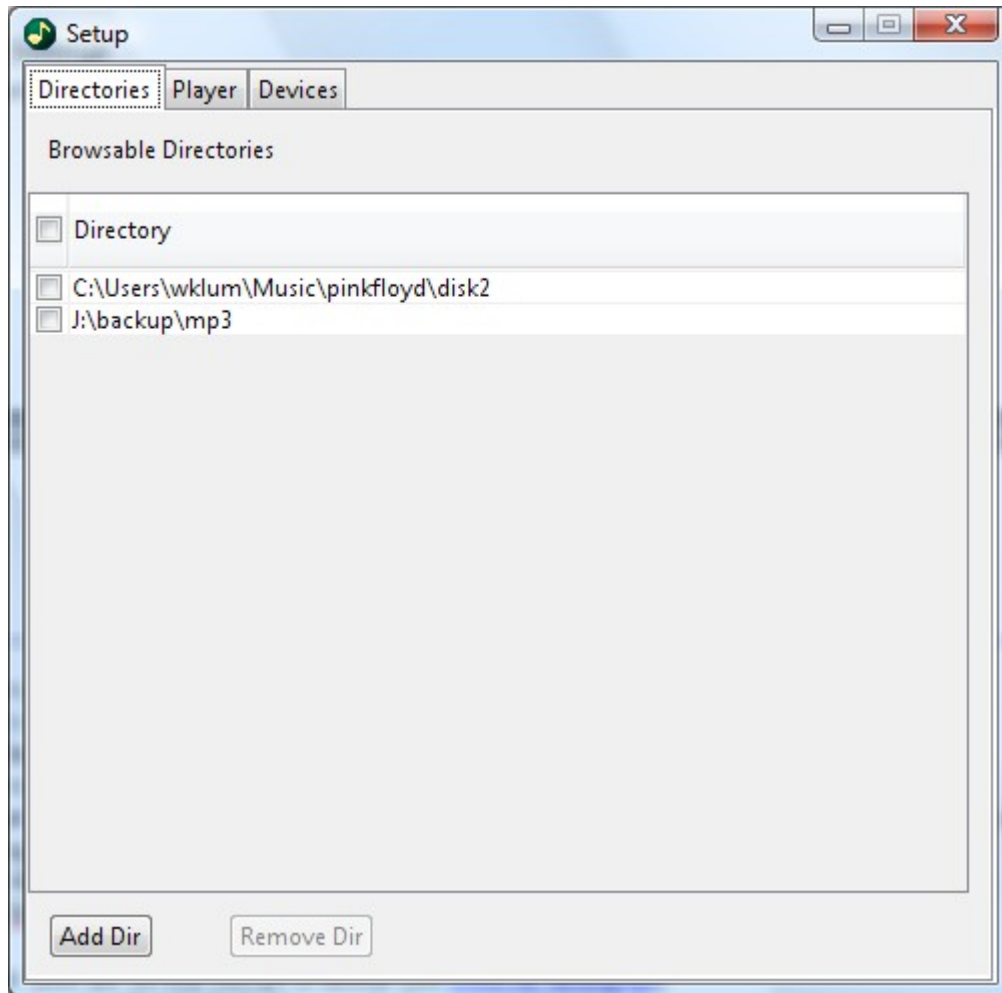 Setup
Directories Player Devices
Browsable Directories
Directory
C:\Users\wklum\Music\pinkfloyd\disk2
J:\backup\mp3
Add Dir Remove Dir